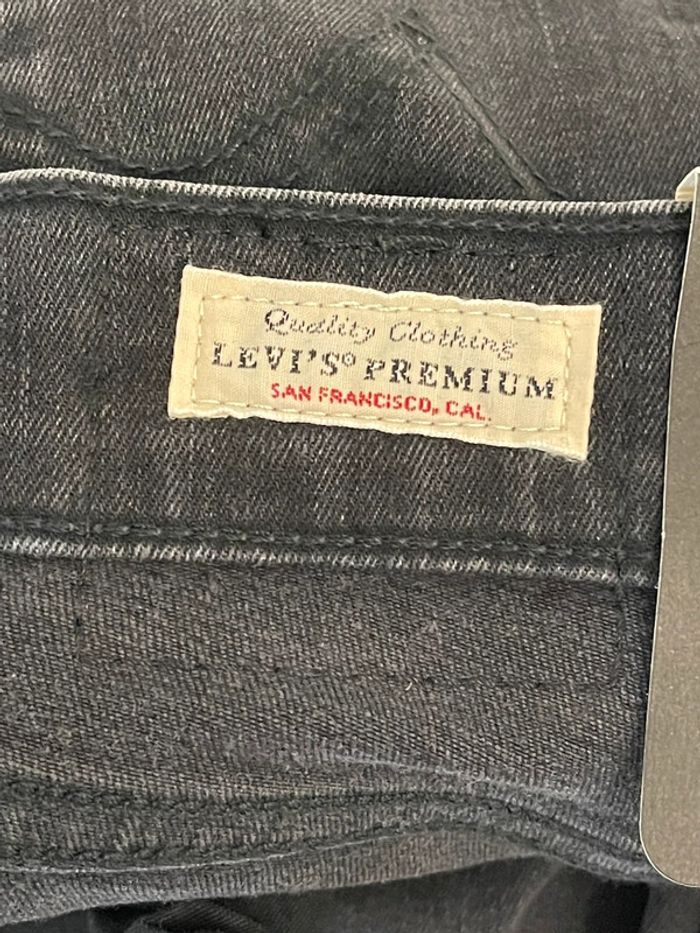 Quality Clothing
LEVI'S® PREMIUM
SAN FRANCISCO, CAL.